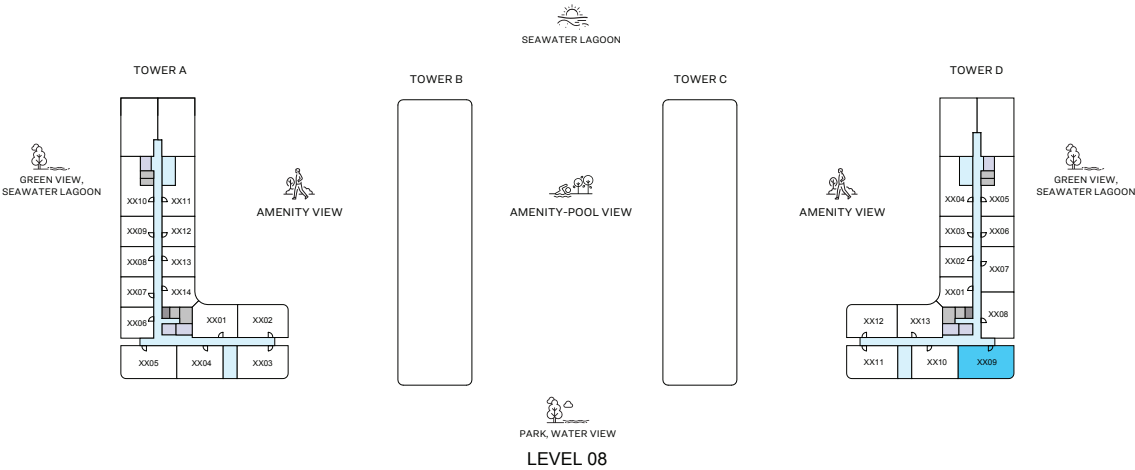 SEAWATER LAGOON
TOWER A
TOWER B
TOWER C
TOWER D
GREEN VIEW,
SEAWATER LAGOON
AMENITY VIEW
AMENITY-POOL VIEW
AMENITY VIEW
GREEN VIEW,
SEAWATER LAGOON
XX10 XX11
XX09 XX12
XX08 XX13
XX07 XX14
XX06 XX01 XX02
XX05 XX04 XX03
XX04 XX05
XX03 XX06
XX02 XX07
XX01
XX12 XX13 XX08
XX11 XX10 XX09
PARK, WATER VIEW
LEVEL 08